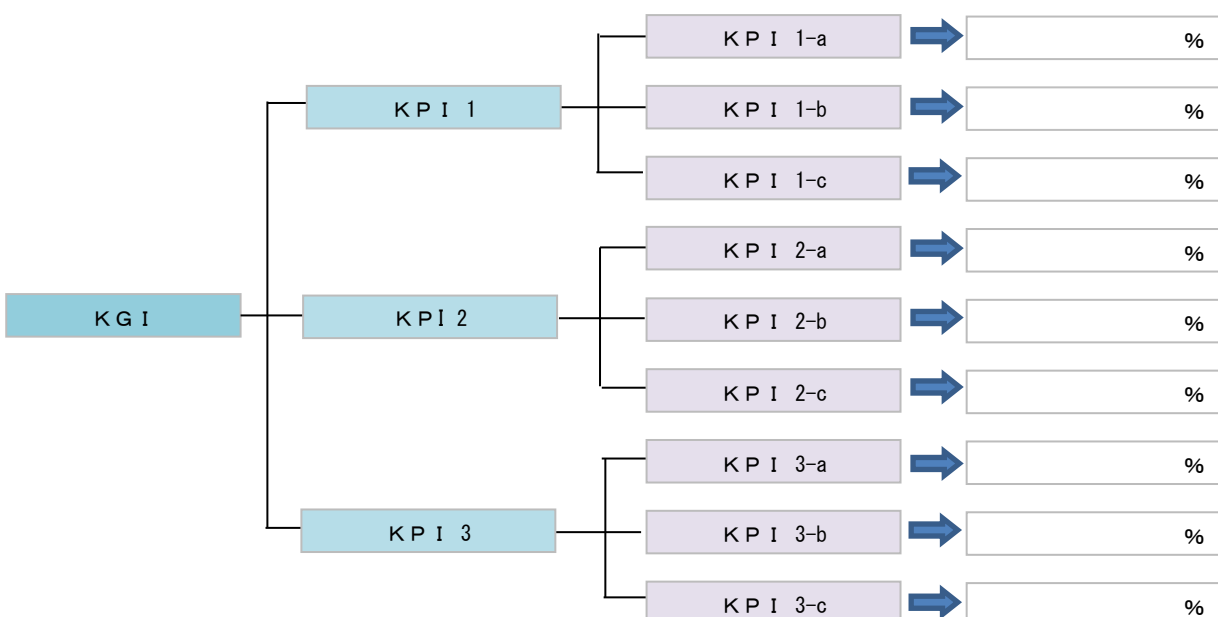 KPI 1-a %
KPI 1 KPI 1-b %
KPI 1-c %
KPI 2-a %
KGI KPI 2 KPI 2-b %
KPI 2-c %
KPI 3-a %
KPI 3 KPI 3-b %
KPI 3-c %